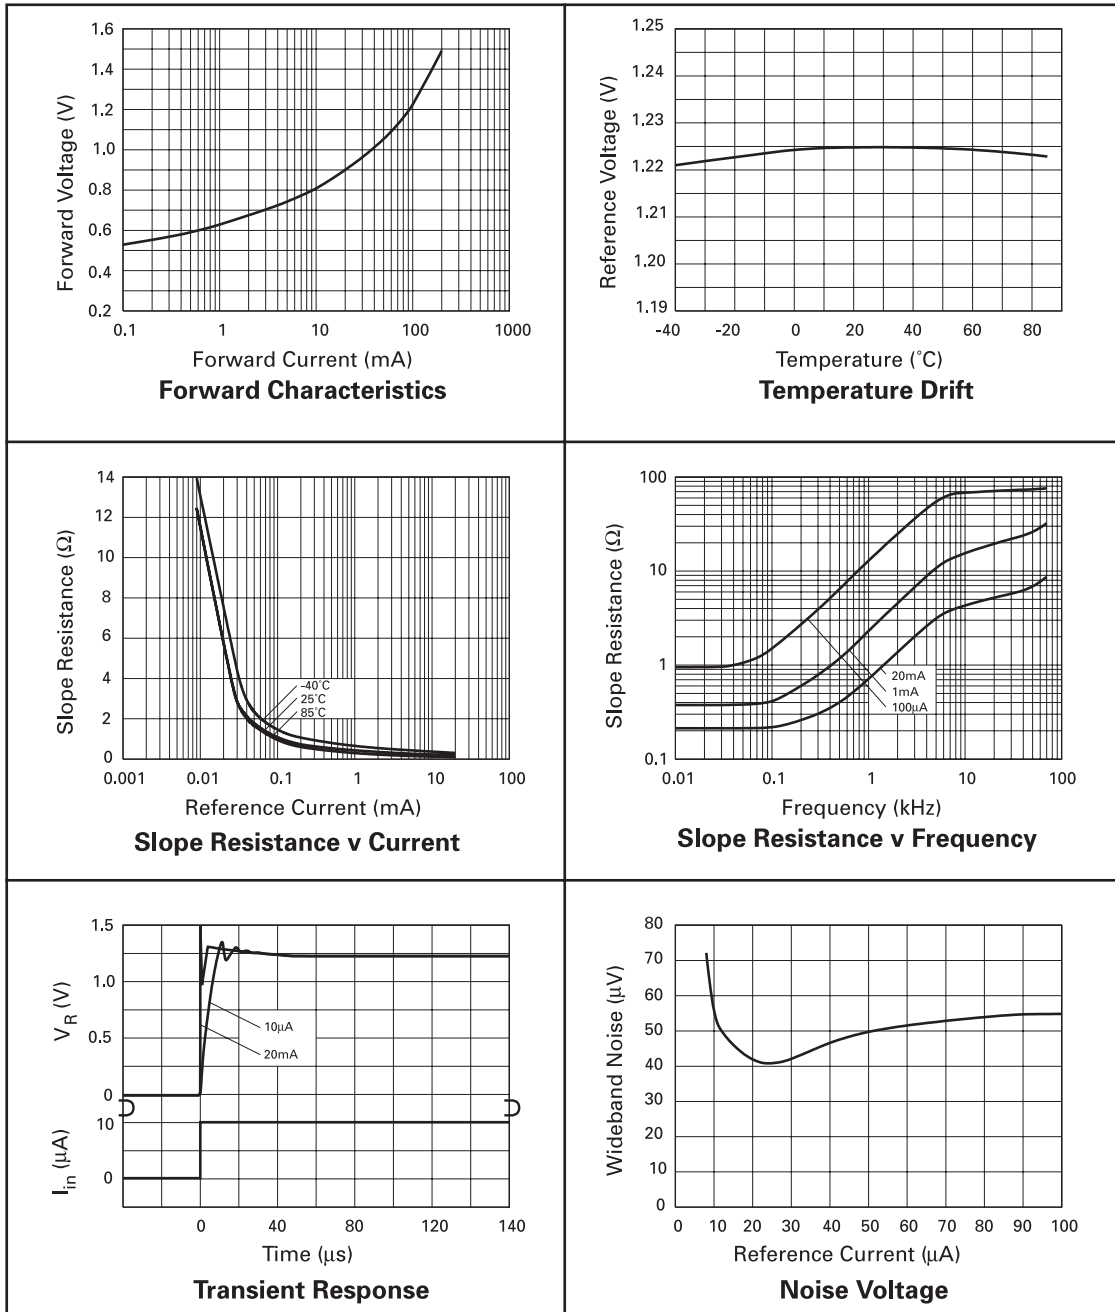 1.6
1.4
1.2
1.0
0.8
0.6
0.4
0.2
Forward Voltage (V)
0.1 1 10 100 1000
Forward Current (mA)
Forward Characteristics
1.25
1.24
1.23
1.22
1.21
1.20
1.19
Reference Voltage (V)
-40 -20 0 20 40 60 80
Temperature (˚C)
Temperature Drift
14
12
10
8
6
4
2
0
Slope Resistance (Ω)
-40˚C
25˚C
85˚C
0.001 0.01 0.1 1 10 100
Reference Current (mA)
Slope Resistance v Current
100
10
1
0.1
Slope Resistance (Ω)
20mA
1mA
100µA
0.01 0.1 1 10 100
Frequency (kHz)
Slope Resistance v Frequency
1.5
1.0
0.5
0
VR (V)
10µA
20mA
10
0
Iin (µA)
0 40 80 120 140
Time (µs)
Transient Response
80
70
60
50
40
30
20
10
0
Wideband Noise (µV)
0 10 20 30 40 50 60 70 80 90 100
Reference Current (µA)
Noise Voltage